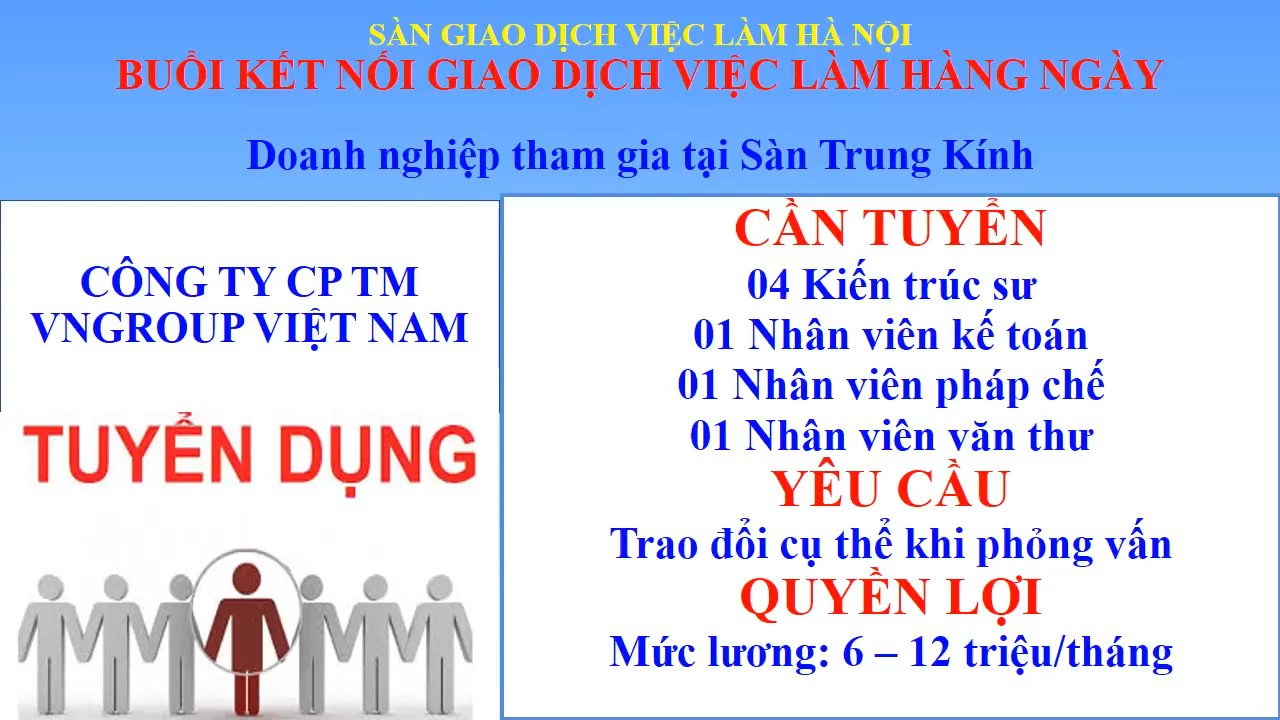 SÀN GIAO DỊCH VIỆC LÀM HÀ NỘI
BUỔI KẾT NỐI GIAO DỊCH VIỆC LÀM HÀNG NGÀY
Doanh nghiệp tham gia tại Sàn Trung Kính
CÔNG TY CP TM
VNGROUP VIỆT NAM
TUYỂN DỤNG
CẦN TUYỂN
04 Kiến trúc sư
01 Nhân viên kế toán
01 Nhân viên pháp chế
01 Nhân viên văn thư
YÊU CẦU
Trao đổi cụ thể khi phỏng vấn
QUYỀN LỢI
Mức lương: 6 – 12 triệu/tháng